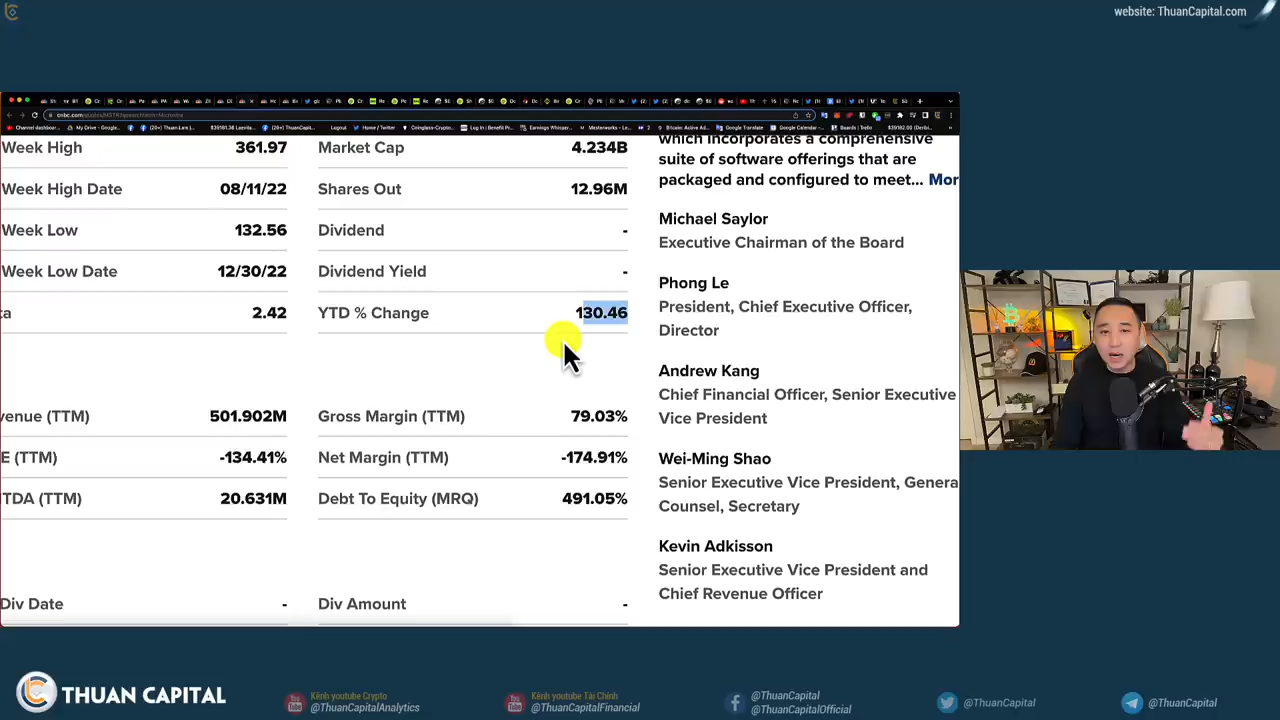 website: ThuanCapital.com
Week High 361.97
Week High Date 08/11/22
Week Low 132.56
Week Low Date 12/30/22
2.42
Market Cap 4.234B
Shares Out 12.96M
Dividend -
Dividend Yield -
YTD % Change 130.46
(TTM) 501.902M
(TTM) -134.41%
(TTM) 20.631M
Gross Margin (TTM) 79.03%
Net Margin (TTM) -174.91%
Debt To Equity (MRQ) 491.05%
Div Date -
Div Amount -
which incorporates a comprehensive
suite of software offerings that are
packaged and configured to meet...
Michael Saylor
Executive Chairman of the Board
Phong Le
President, Chief Executive Officer,
Director
Andrew Kang
Chief Financial Officer, Senior Executive
Vice President
Wei-Ming Shao
Senior Executive Vice President, Genera
Counsel, Secretary
Kevin Adkisson
Senior Executive Vice President and
Chief Revenue Officer
THUAN CAPITAL
Kênh youtube Crypto
@ThuanCapitalAnalytics
Kênh youtube Tài Chính
@ThuanCapitalFinancial
@ThuanCapital
@ThuanCapitalOfficial
@ThuanCapital
@ThuanCapital